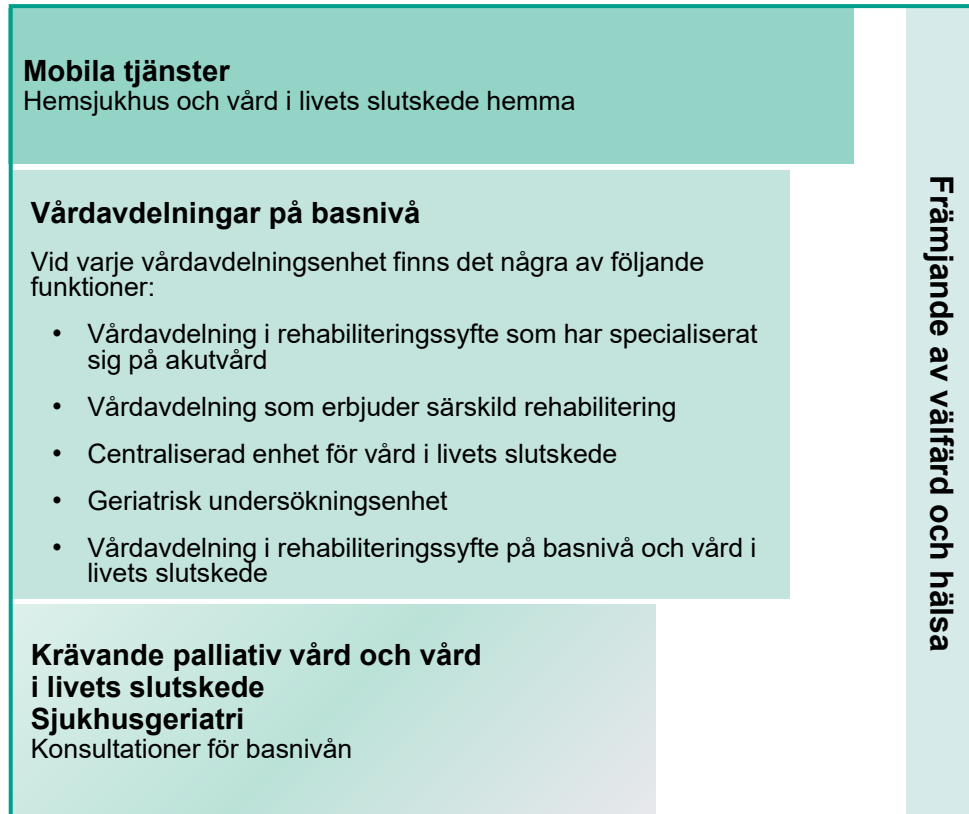 Mobila tjänster
Hemsjukhus och vård i livets slutskede hemma
Vårdavdelningar på basnivå
Vid varje vårdavdelningsenhet finns det några av följande
funktioner:
• Vårdavdelning i rehabiliteringssyfte som har specialiserat
sig på akutvård
• Vårdavdelning som erbjuder särskild rehabilitering
• Centraliserad enhet för vård i livets slutskede
• Geriatrisk undersökningsenhet
• Vårdavdelning i rehabiliteringssyfte på basnivå och vård i
livets slutskede
Krävande palliativ vård och vård
i livets slutskede
Sjukhusgeriatri
Konsultationer för basnivån
Främjande av välfärd och hälsa